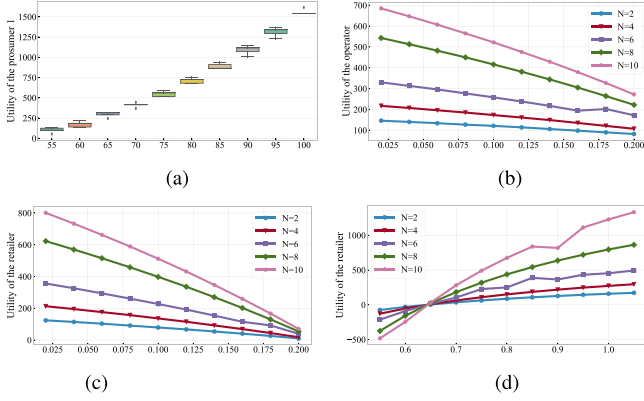 Utility of the prosumer 1
1500
1250
1000
750
500
250
0
55 60 65 70 75 80 85 90 95 100
(a)
Utility of the operator
700
600
500
400
300
200
100
0.025 0.050 0.075 0.100 0.125 0.150 0.175 0.200
N=2
N=4
N=6
N=8
N=10
(b)
Utility of the retailer
800
600
400
200
0
0.025 0.050 0.075 0.100 0.125 0.150 0.175 0.200
N=2
N=4
N=6
N=8
N=10
(c)
Utility of the retailer
1000
500
0
−500
0.6 0.7 0.8 0.9 1.0
N=2
N=4
N=6
N=8
N=10
(d)